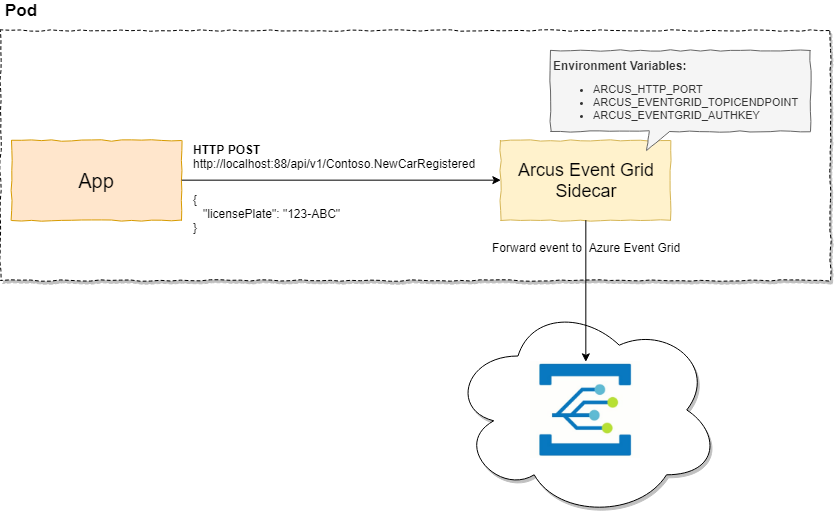 Pod
Environment Variables:
• ARCUS_HTTP_PORT
• ARCUS_EVENTGRID_TOPICENDPOINT
• ARCUS_EVENTGRID_AUTHKEY
App
HTTP POST
http://localhost:88/api/v1/Contoso.NewCarRegistered
{
"licensePlate": "123-ABC"
}
Arcus Event Grid
Sidecar
Forward event to Azure Event Grid